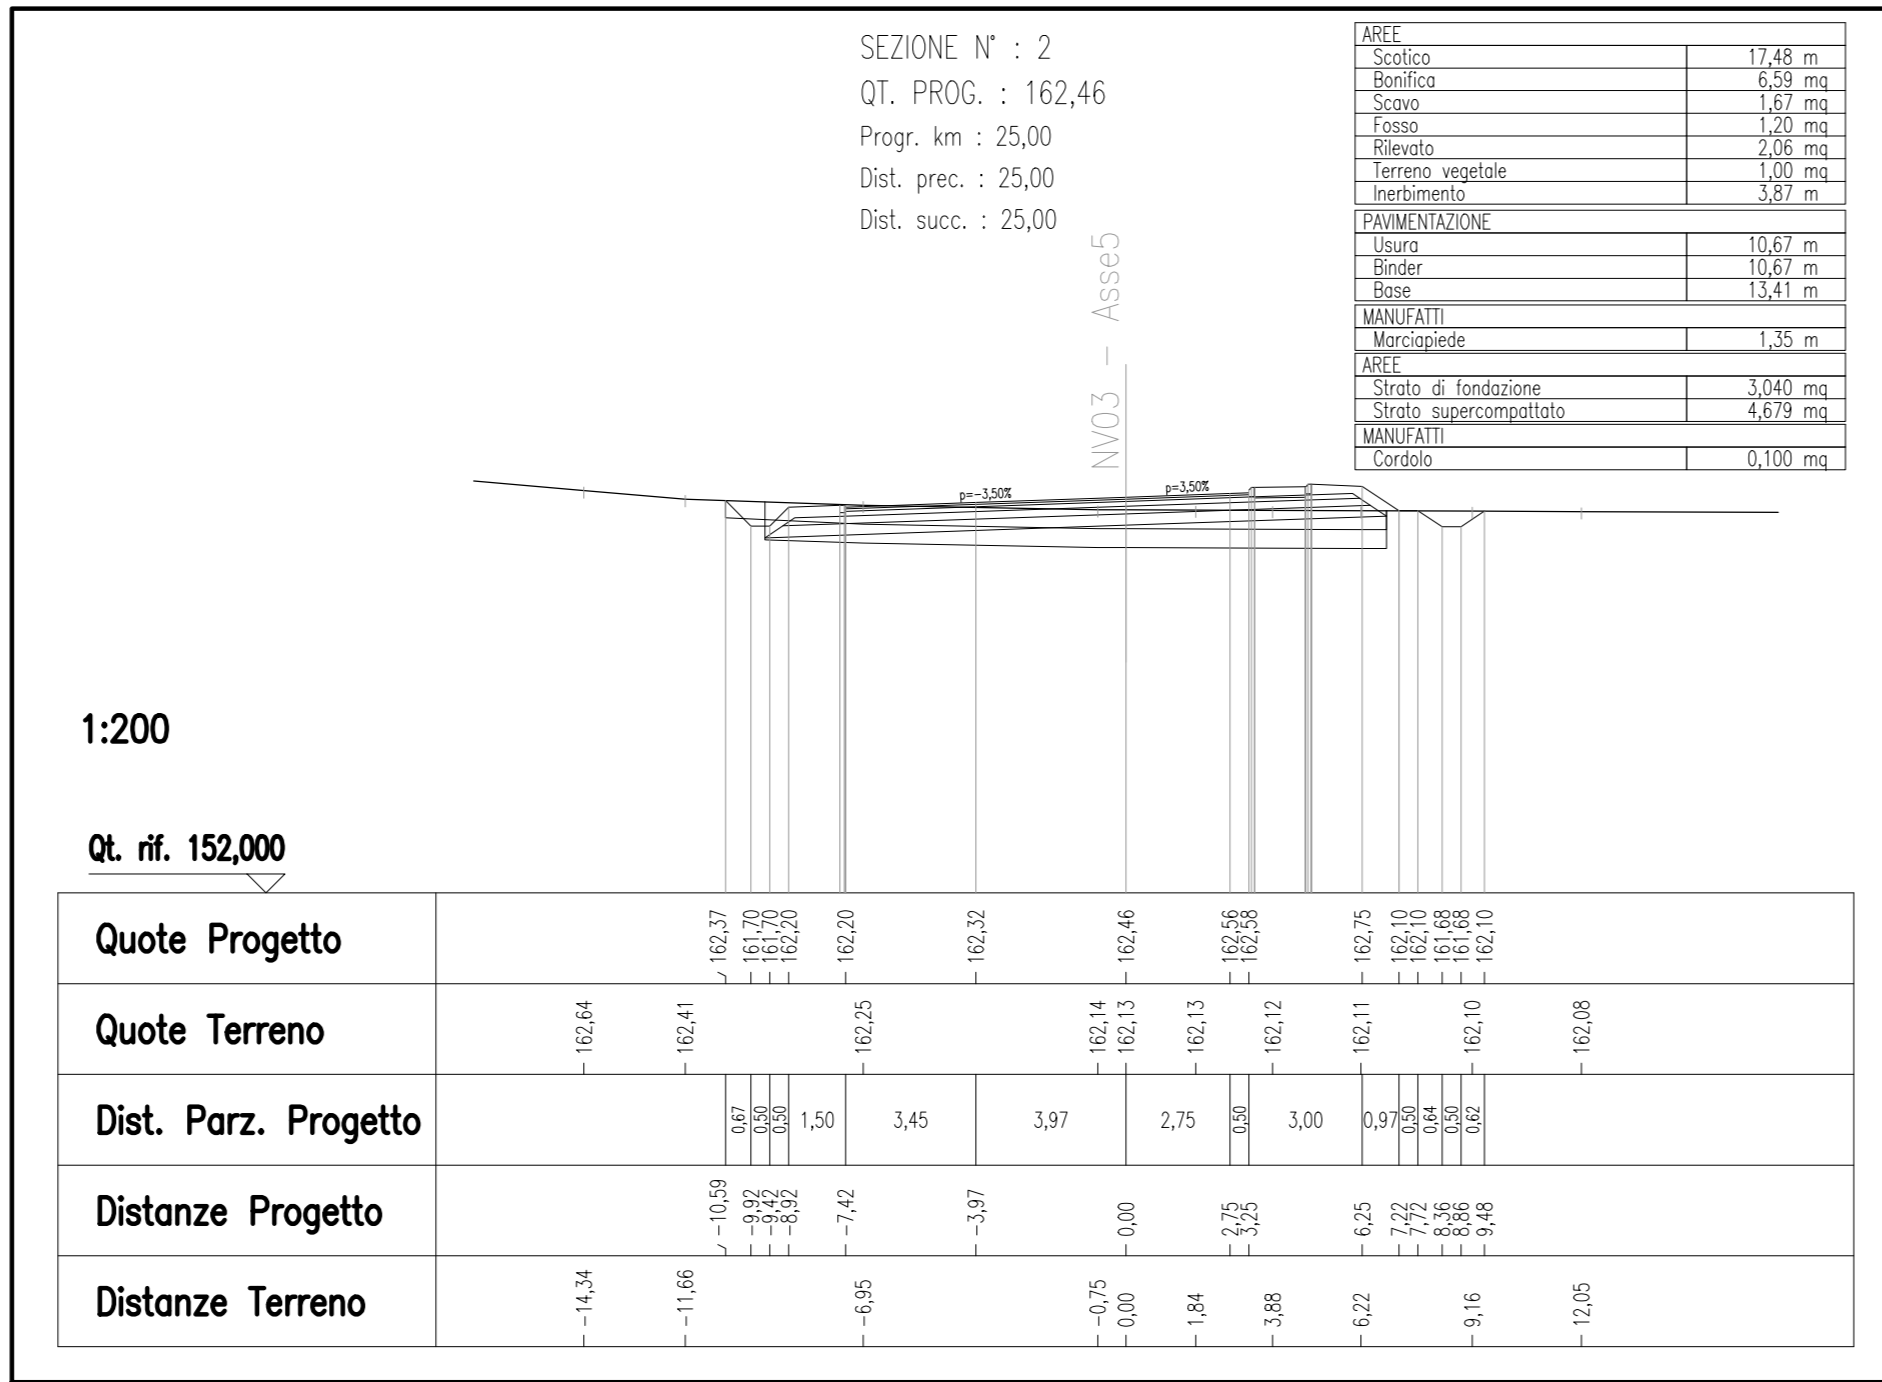 SEZIONE N° : 2
QT. PROG. : 162,46
Progr. km : 25,00
Dist. prec. : 25,00
Dist. succ. : 25,00
AREE
Scotico 17,48 m
Bonifica 6,59 mq
Scavo 1,67 mq
Fosso 1,20 mq
Rilevato 2,06 mq
Terreno vegetale 1,00 mq
Inerbimento 3,87 m
PAVIMENTAZIONE
Usura 10,67 m
Binder 10,67 m
Base 13,41 m
MANUFATTI
Marciapiede 1,35 m
AREE
Strato di fondazione 3,040 mq
Strato supercompattato 4,679 mq
MANUFATTI
Cordolo 0,100 mq
NV03 - Asse5
p=-3,50%
p=3,50%
1:200
Qt. rif. 152,000
Quote Progetto 162,37 161,70 161,70 162,20 162,20 162,32 162,46 162,56 162,58 162,75 162,10 162,10 161,68 161,68 162,10
Quote Terreno 162,64 162,41 162,25 162,14 162,13 162,13 162,12 162,11 162,10 162,08
Dist. Parz. Progetto 0,67 0,50 0,50 1,50 3,45 3,97 2,75 0,50 3,00 0,97 0,50 0,64 0,50 0,62
Distanze Progetto -10,59 -9,92 -9,42 -8,92 -7,42 -3,97 0,00 2,75 3,25 6,25 7,22 7,72 8,36 8,86 9,48
Distanze Terreno -14,34 -11,66 -6,95 -0,75 0,00 1,84 3,88 6,22 9,16 12,05